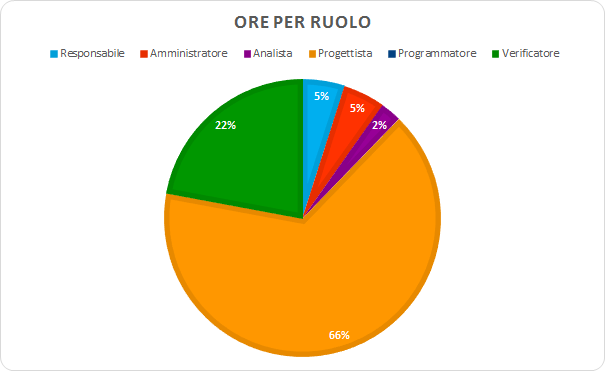 ORE PER RUOLO
Responsabile Amministratore Analista Progettista Programmatore Verificatore
5%
5%
2%
22%
66%